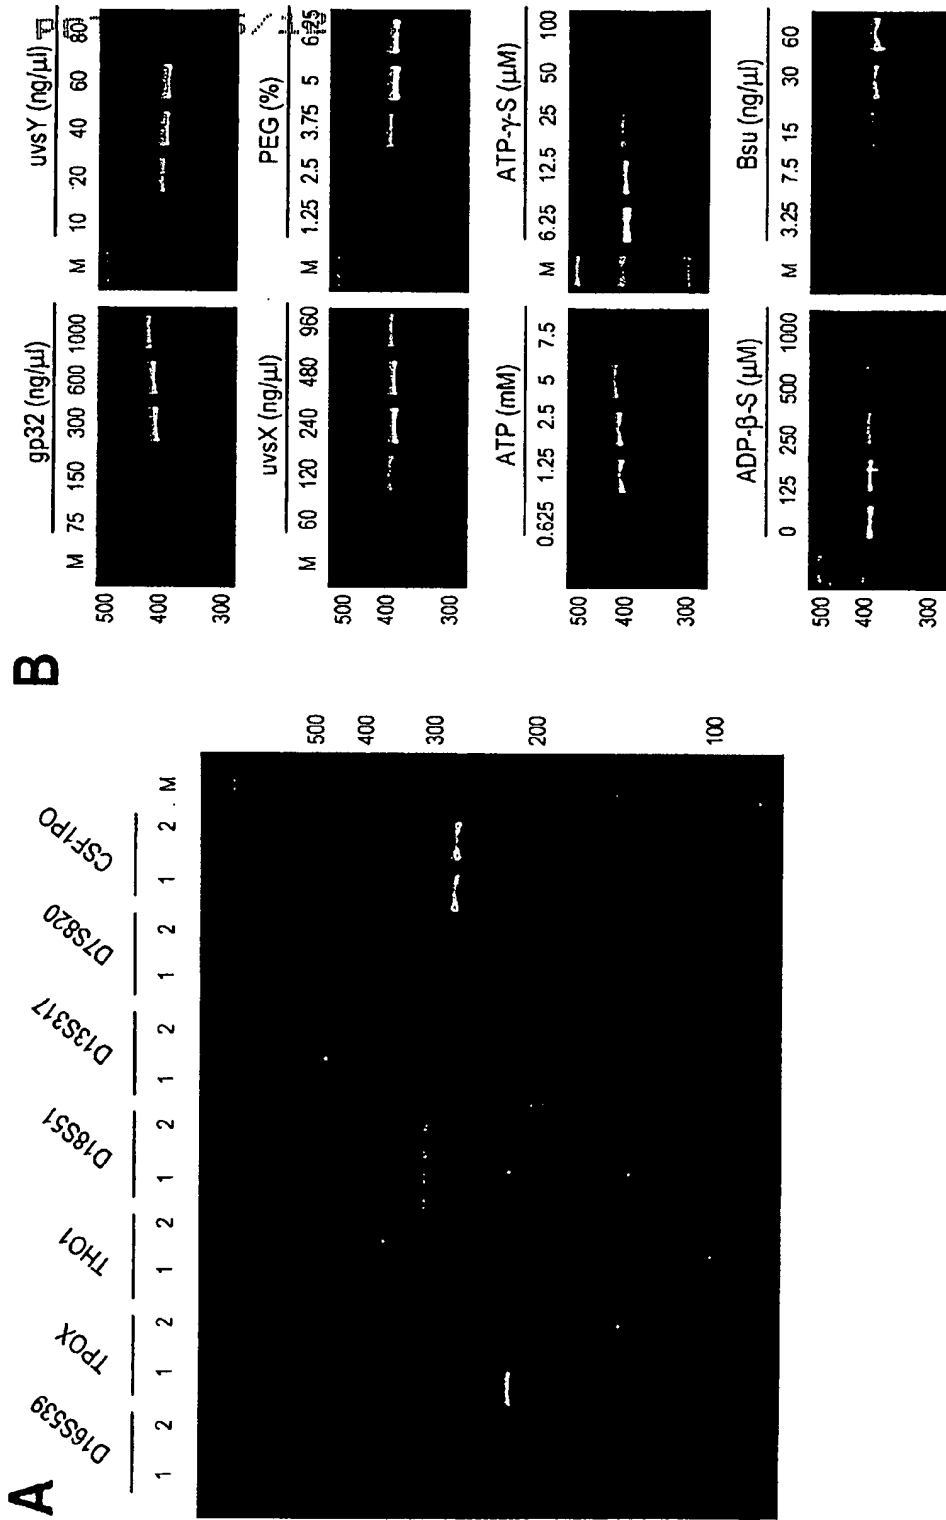 A
D16S539 TPOX THO1 D18S51 D13S317 D7S820 CSF1PO
1 2 1 2 1 2 1 2 1 2 1 2 1 2 M
500
400
300
200
100
B
gp32 (ng/µl)
M 75 150 300 600 1000
500
400
300
uvsY (ng/µl)
M 10 20 40 60 80
uvsX (ng/µl)
M 60 120 240 480 960
500
400
300
PEG (%)
M 1.25 2.5 3.75 5 6.25
ATP (mM)
0.625 1.25 2.5 5 7.5
500
400
300
ATP-γ-S (µM)
M 6.25 12.5 25 50 100
ADP-β-S (µM)
0 125 250 500 1000
500
400
300
Bsu (ng/µl)
M 3.25 7.5 15 30 60